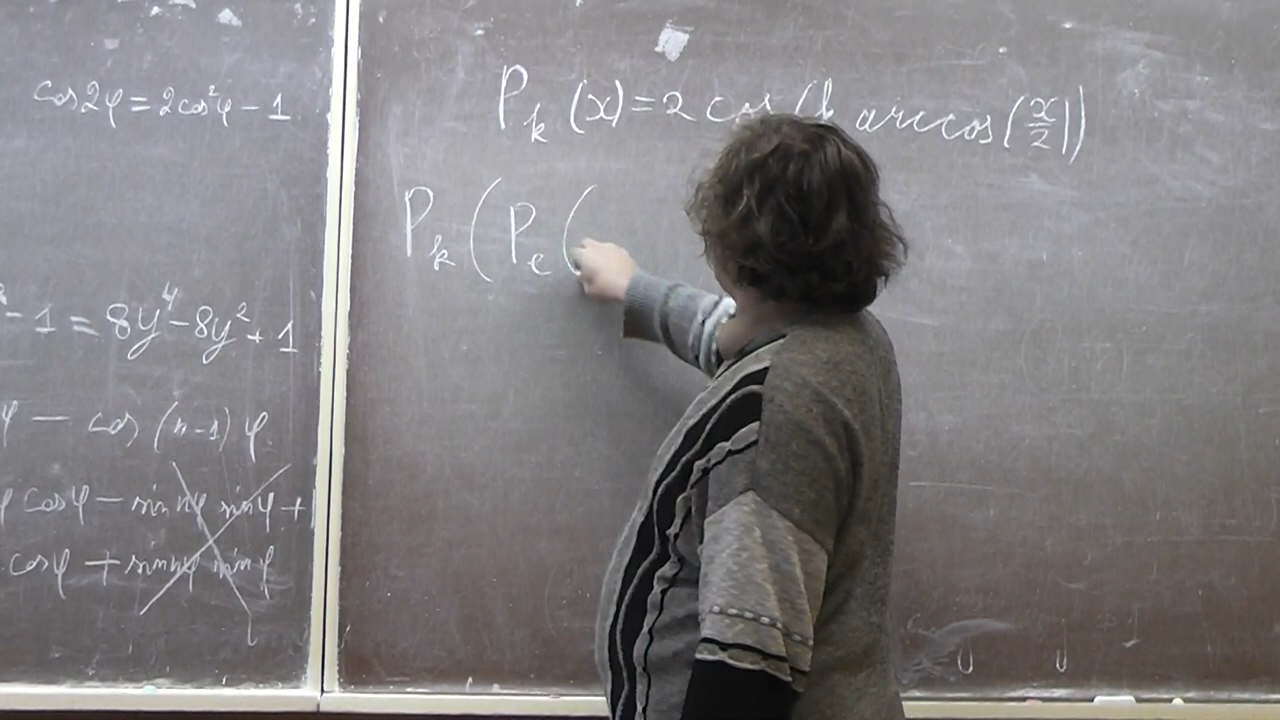 cos2φ = 2cos²φ - 1
- 1 = 8y⁴ - 8y² + 1
φ - cos (n-1) φ
φ cosφ - sin nφ sinφ +
cosφ + sin nφ sinφ
P_k (x) = 2 cos (k arccos (x/2))
P_k (P_e (